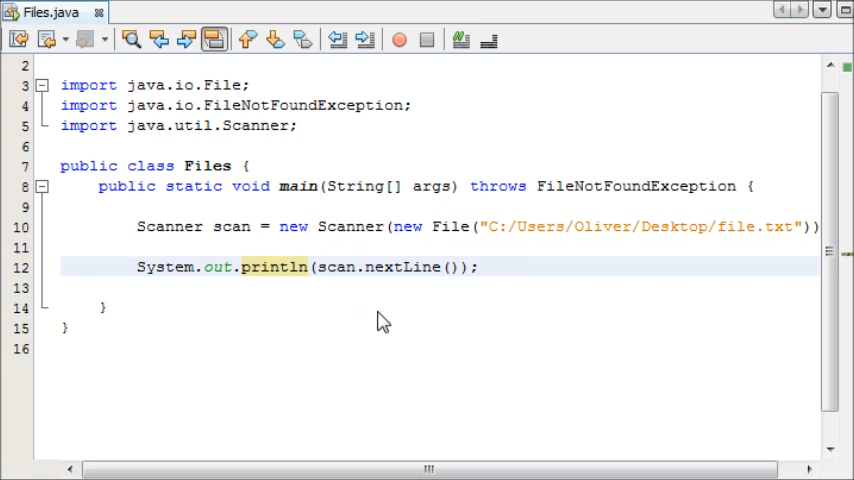 Files.java
2
3 import java.io.File;
4 import java.io.FileNotFoundException;
5 import java.util.Scanner;
6
7 public class Files {
8 public static void main(String[] args) throws FileNotFoundException {
9
10 Scanner scan = new Scanner(new File("C:/Users/Oliver/Desktop/file.txt"))
11
12 System.out.println(scan.nextLine());
13
14 }
15 }
16